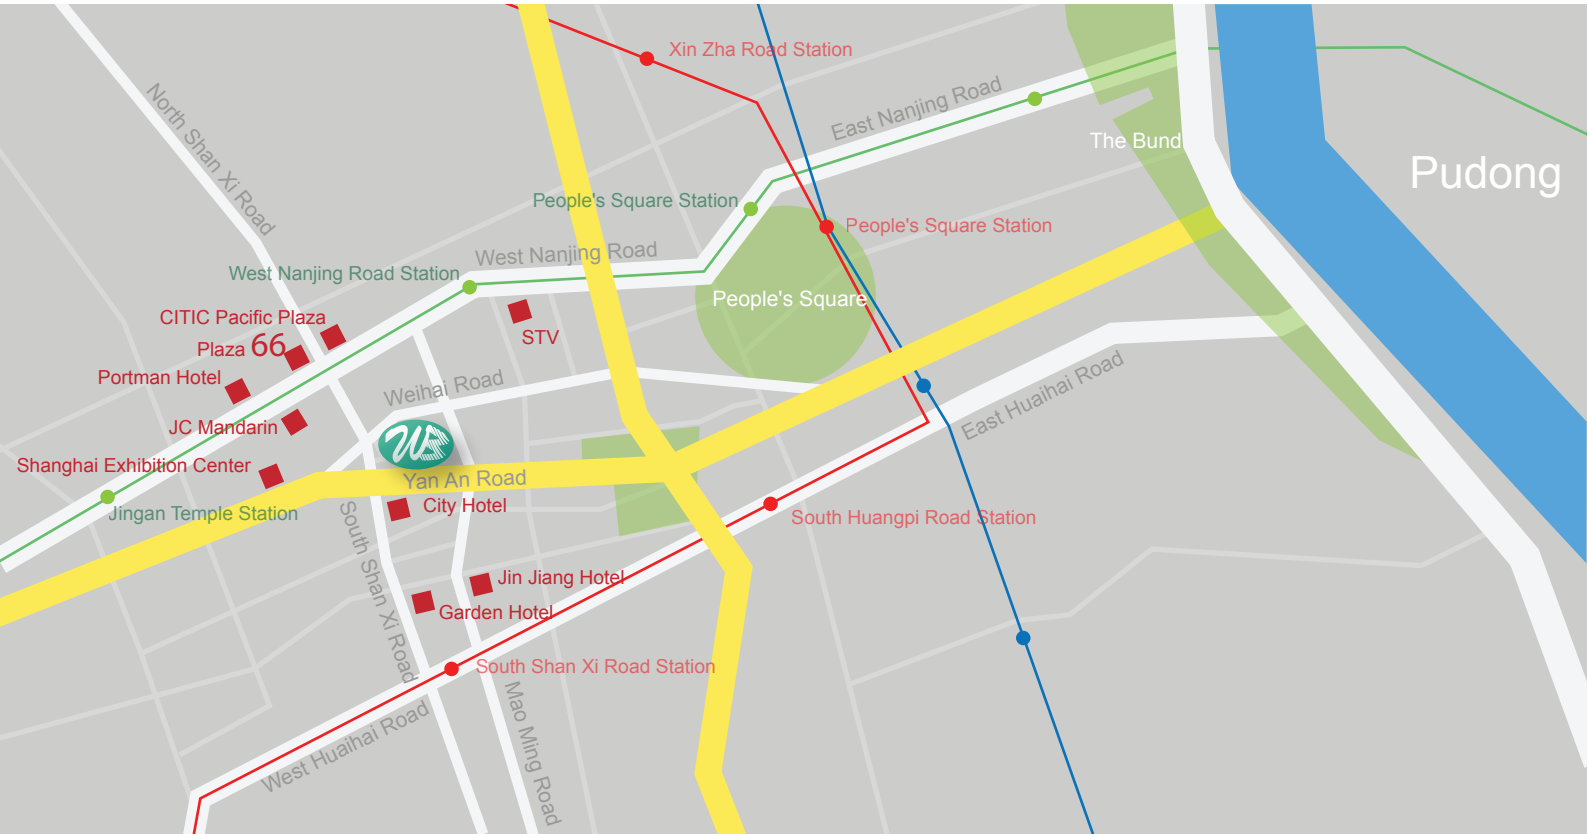 Xin Zha Road Station
East Nanjing Road
North Shan Xi Road
The Bund
Pudong
People's Square Station
People's Square Station
West Nanjing Road
West Nanjing Road Station
People's Square
CITIC Pacific Plaza
STV
Plaza 66
Portman Hotel
Weihai Road
East Huaihai Road
JC Mandarin
Shanghai Exhibition Center
Yan An Road
City Hotel
Jingan Temple Station
South Huangpi Road Station
South Shan Xi Road
Jin Jiang Hotel
Garden Hotel
South Shan Xi Road Station
West Huaihai Road
Mao Ming Road